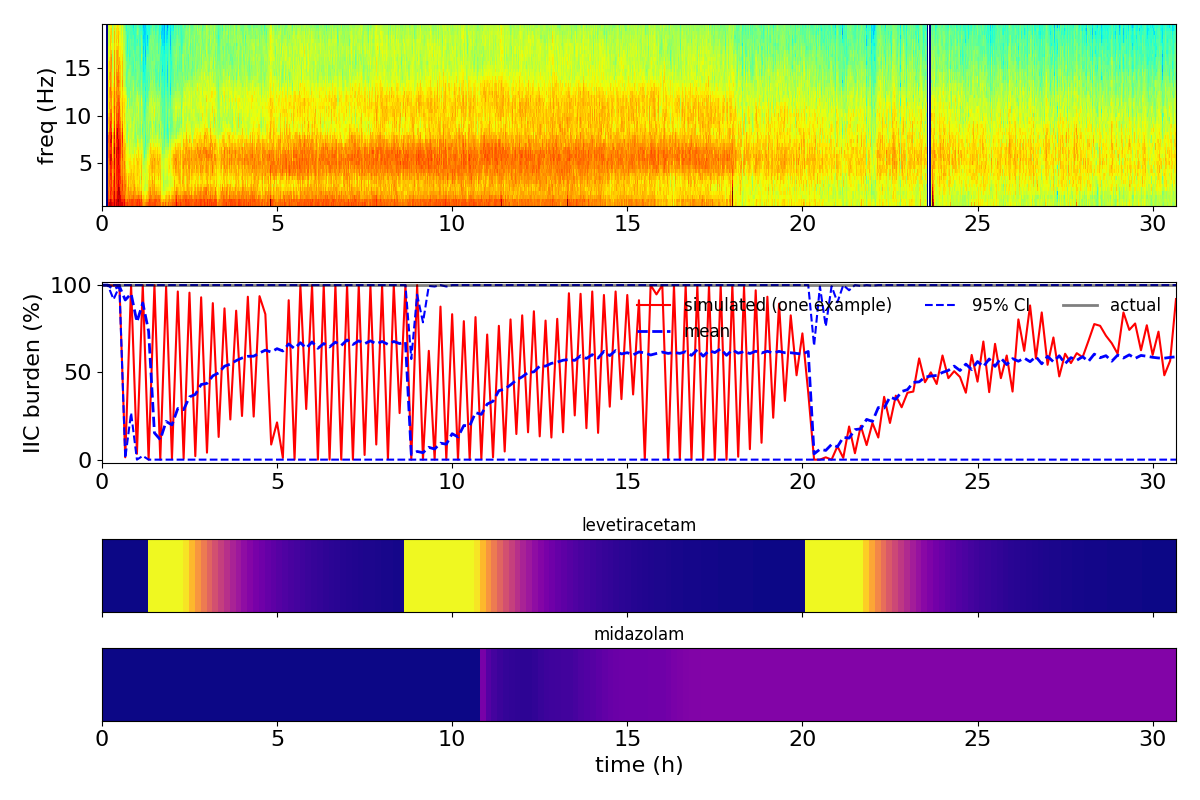 freq (Hz)
15
10
5
0 5 10 15 20 25 30
IIC burden (%)
100
50
0
simulated (one example) 95% CI actual
mean
0 5 10 15 20 25 30
levetiracetam
midazolam
0 5 10 15 20 25 30
time (h)